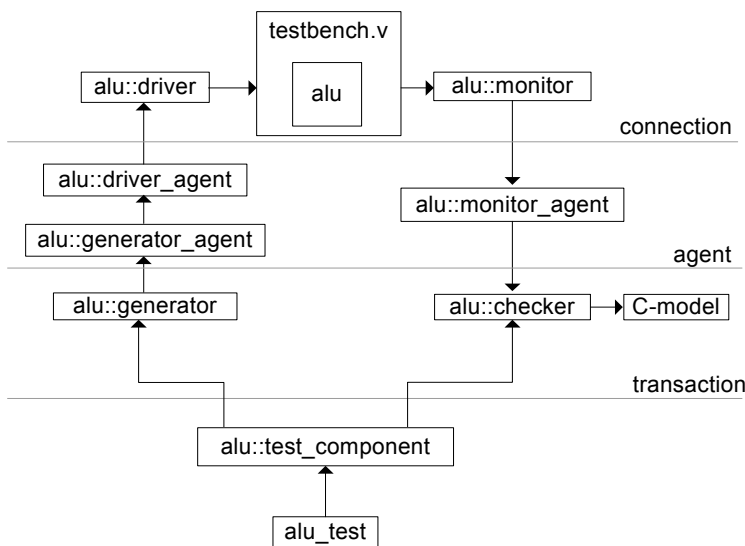 testbench.v
alu::driver
alu
alu::monitor
connection
alu::driver_agent
alu::monitor_agent
alu::generator_agent
agent
alu::generator
alu::checker
C-model
transaction
alu::test_component
alu_test